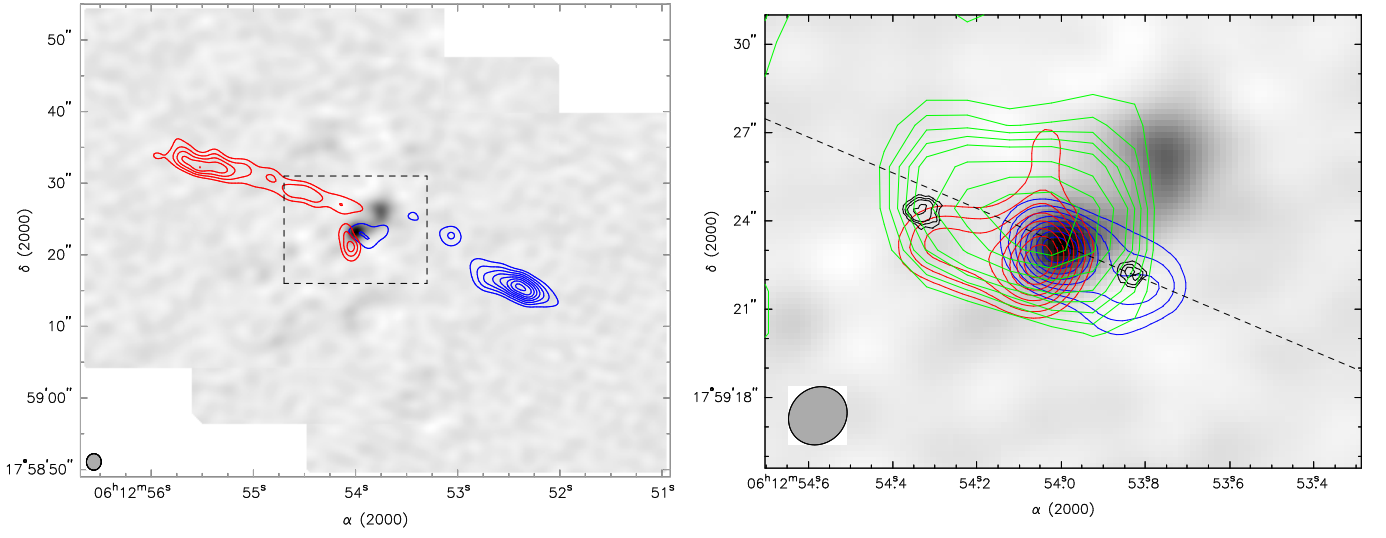 50"
40"
30"
20"
10"
59'00"
17°58'50"
δ (2000)
06ʰ12ᵐ56ˢ
55ˢ
54ˢ
53ˢ
52ˢ
51ˢ
α (2000)
30"
27"
24"
21"
17°59'18"
δ (2000)
06ʰ12ᵐ54ˢ.6
54ˢ.4
54ˢ.2
54ˢ.0
53ˢ.8
53ˢ.6
53ˢ.4
α (2000)